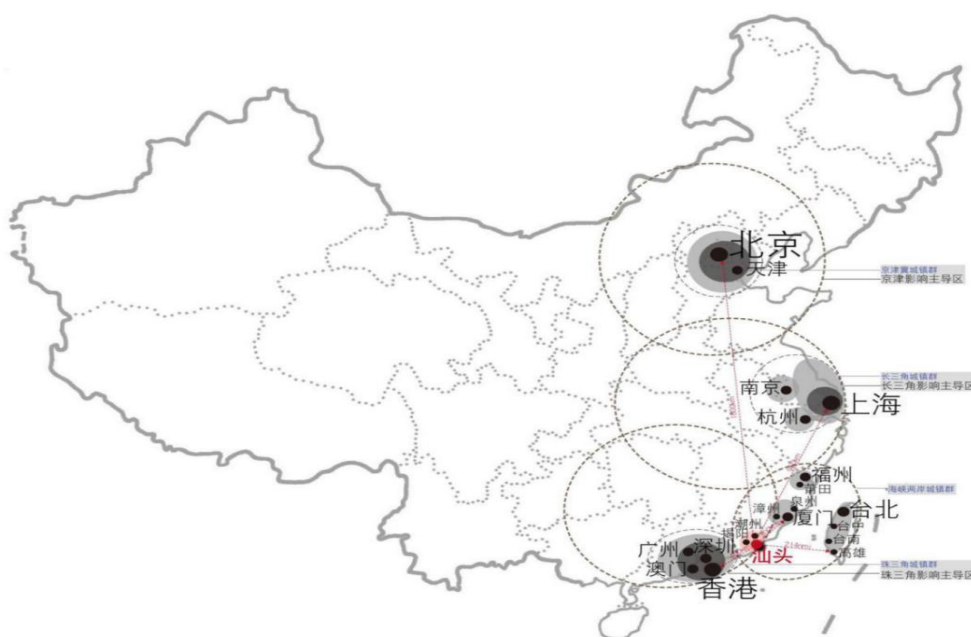 北京
天津
京津冀城镇群
京津影响主导区
长三角城镇群
长三角影响主导区
南京
上海
杭州
福州
莆田
海峡两岸城镇群
泉州
漳州
厦门
台北
台中
潮州
揭阳
台南
汕头
高雄
广州
深圳
澳门
香港
珠三角城镇群
珠三角影响主导区